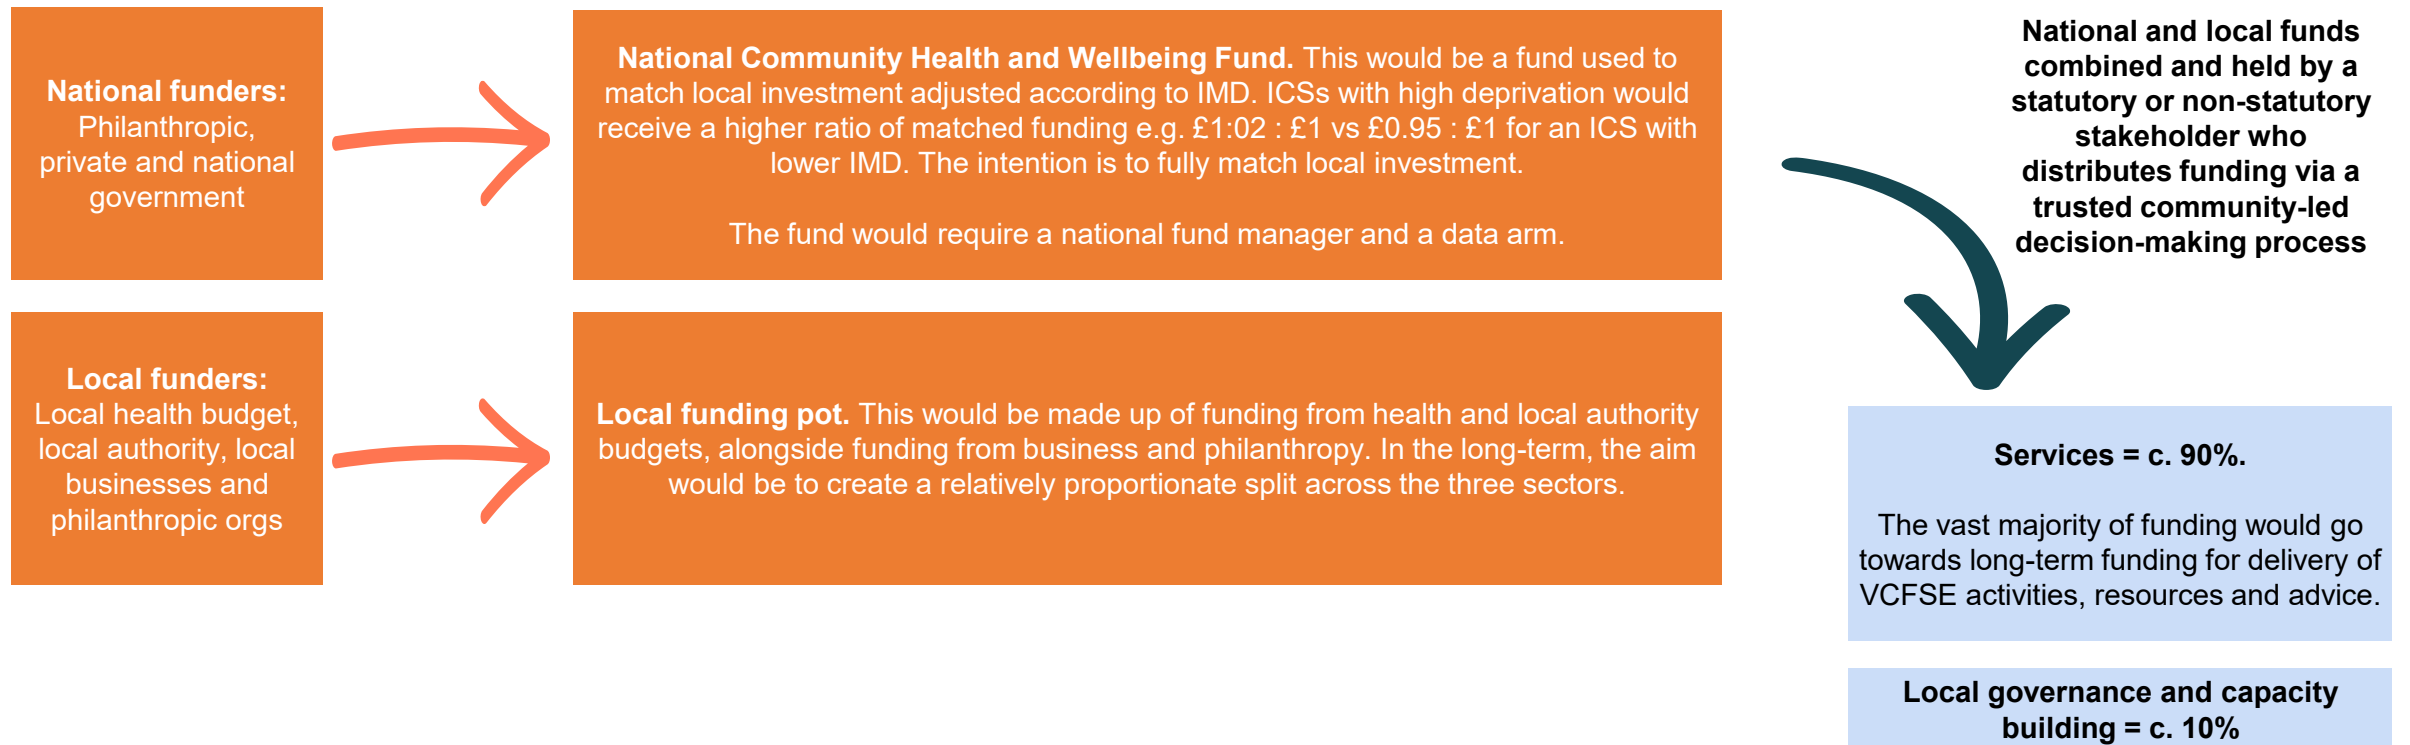 National funders:
Philanthropic,
private and national
government
National Community Health and Wellbeing Fund. This would be a fund used to
match local investment adjusted according to IMD. ICSs with high deprivation would
receive a higher ratio of matched funding e.g. £1:02 : £1 vs £0.95 : £1 for an ICS with
lower IMD. The intention is to fully match local investment.
The fund would require a national fund manager and a data arm.
National and local funds
combined and held by a
statutory or non-statutory
stakeholder who
distributes funding via a
trusted community-led
decision-making process
Local funders:
Local health budget,
local authority, local
businesses and
philanthropic orgs
Local funding pot. This would be made up of funding from health and local authority
budgets, alongside funding from business and philanthropy. In the long-term, the aim
would be to create a relatively proportionate split across the three sectors.
Services = c. 90%.
The vast majority of funding would go
towards long-term funding for delivery of
VCFSE activities, resources and advice.
Local governance and capacity
building = c. 10%